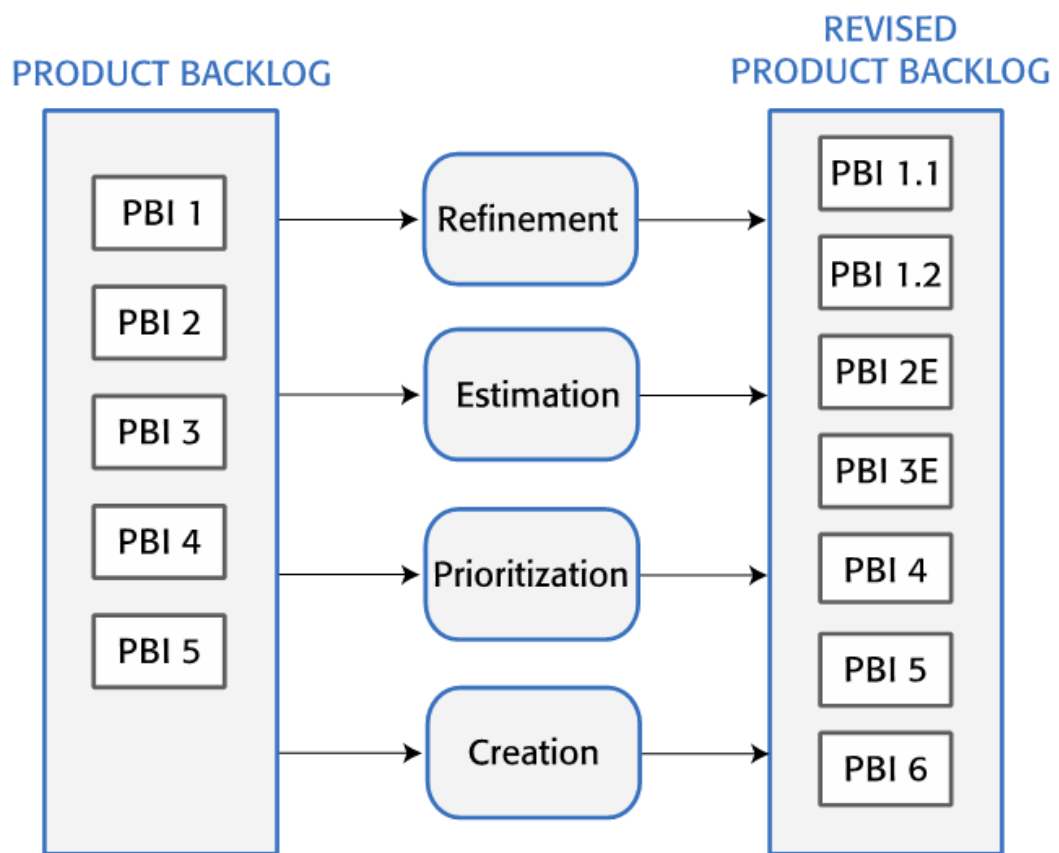 PRODUCT BACKLOG
PBI 1
PBI 2
PBI 3
PBI 4
PBI 5
Refinement
Estimation
Prioritization
Creation
REVISED
PRODUCT BACKLOG
PBI 1.1
PBI 1.2
PBI 2E
PBI 3E
PBI 4
PBI 5
PBI 6